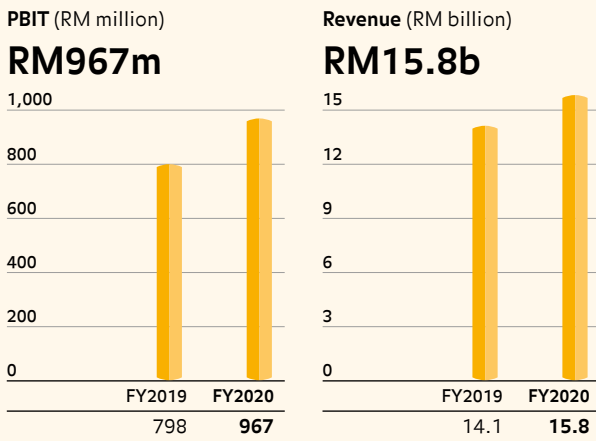 PBIT (RM million)
RM967m
1,000
800
600
400
200
0
FY2019 FY2020
798 967
Revenue (RM billion)
RM15.8b
15
12
9
6
3
0
FY2019 FY2020
14.1 15.8